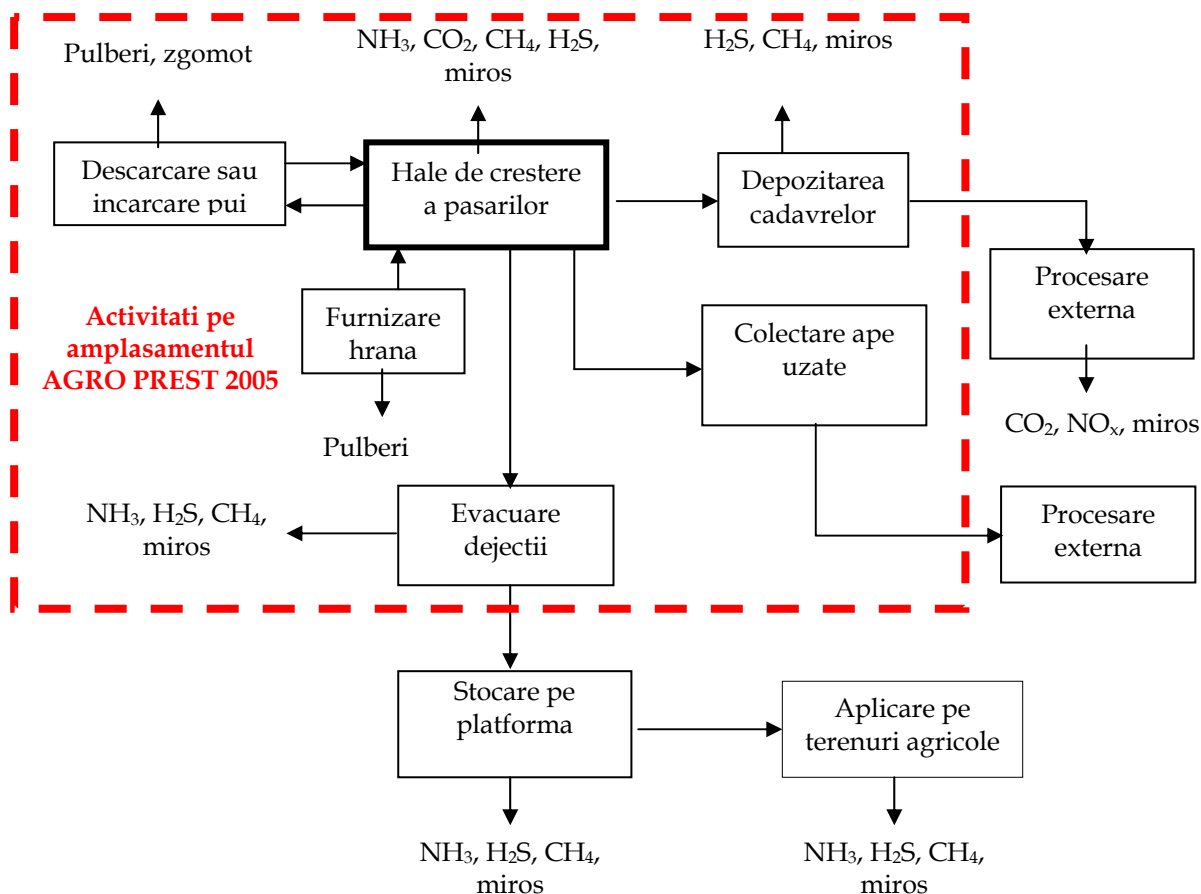 Pulberi, zgomot
NH₃, CO₂, CH₄, H₂S,
miros
H₂S, CH₄, miros
Descarcare sau
incarcare pui
Hale de crestere
a pasarilor
Depozitarea
cadavrelor
Procesare
externa
Activitati pe
amplasamentul
AGRO PREST 2005
Furnizare
hrana
Colectare ape
uzate
CO₂, NOₓ, miros
Pulberi
NH₃, H₂S, CH₄,
miros
Evacuare
dejectii
Procesare
externa
Stocare pe
platforma
Aplicare pe
terenuri agricole
NH₃, H₂S, CH₄,
miros
NH₃, H₂S, CH₄,
miros